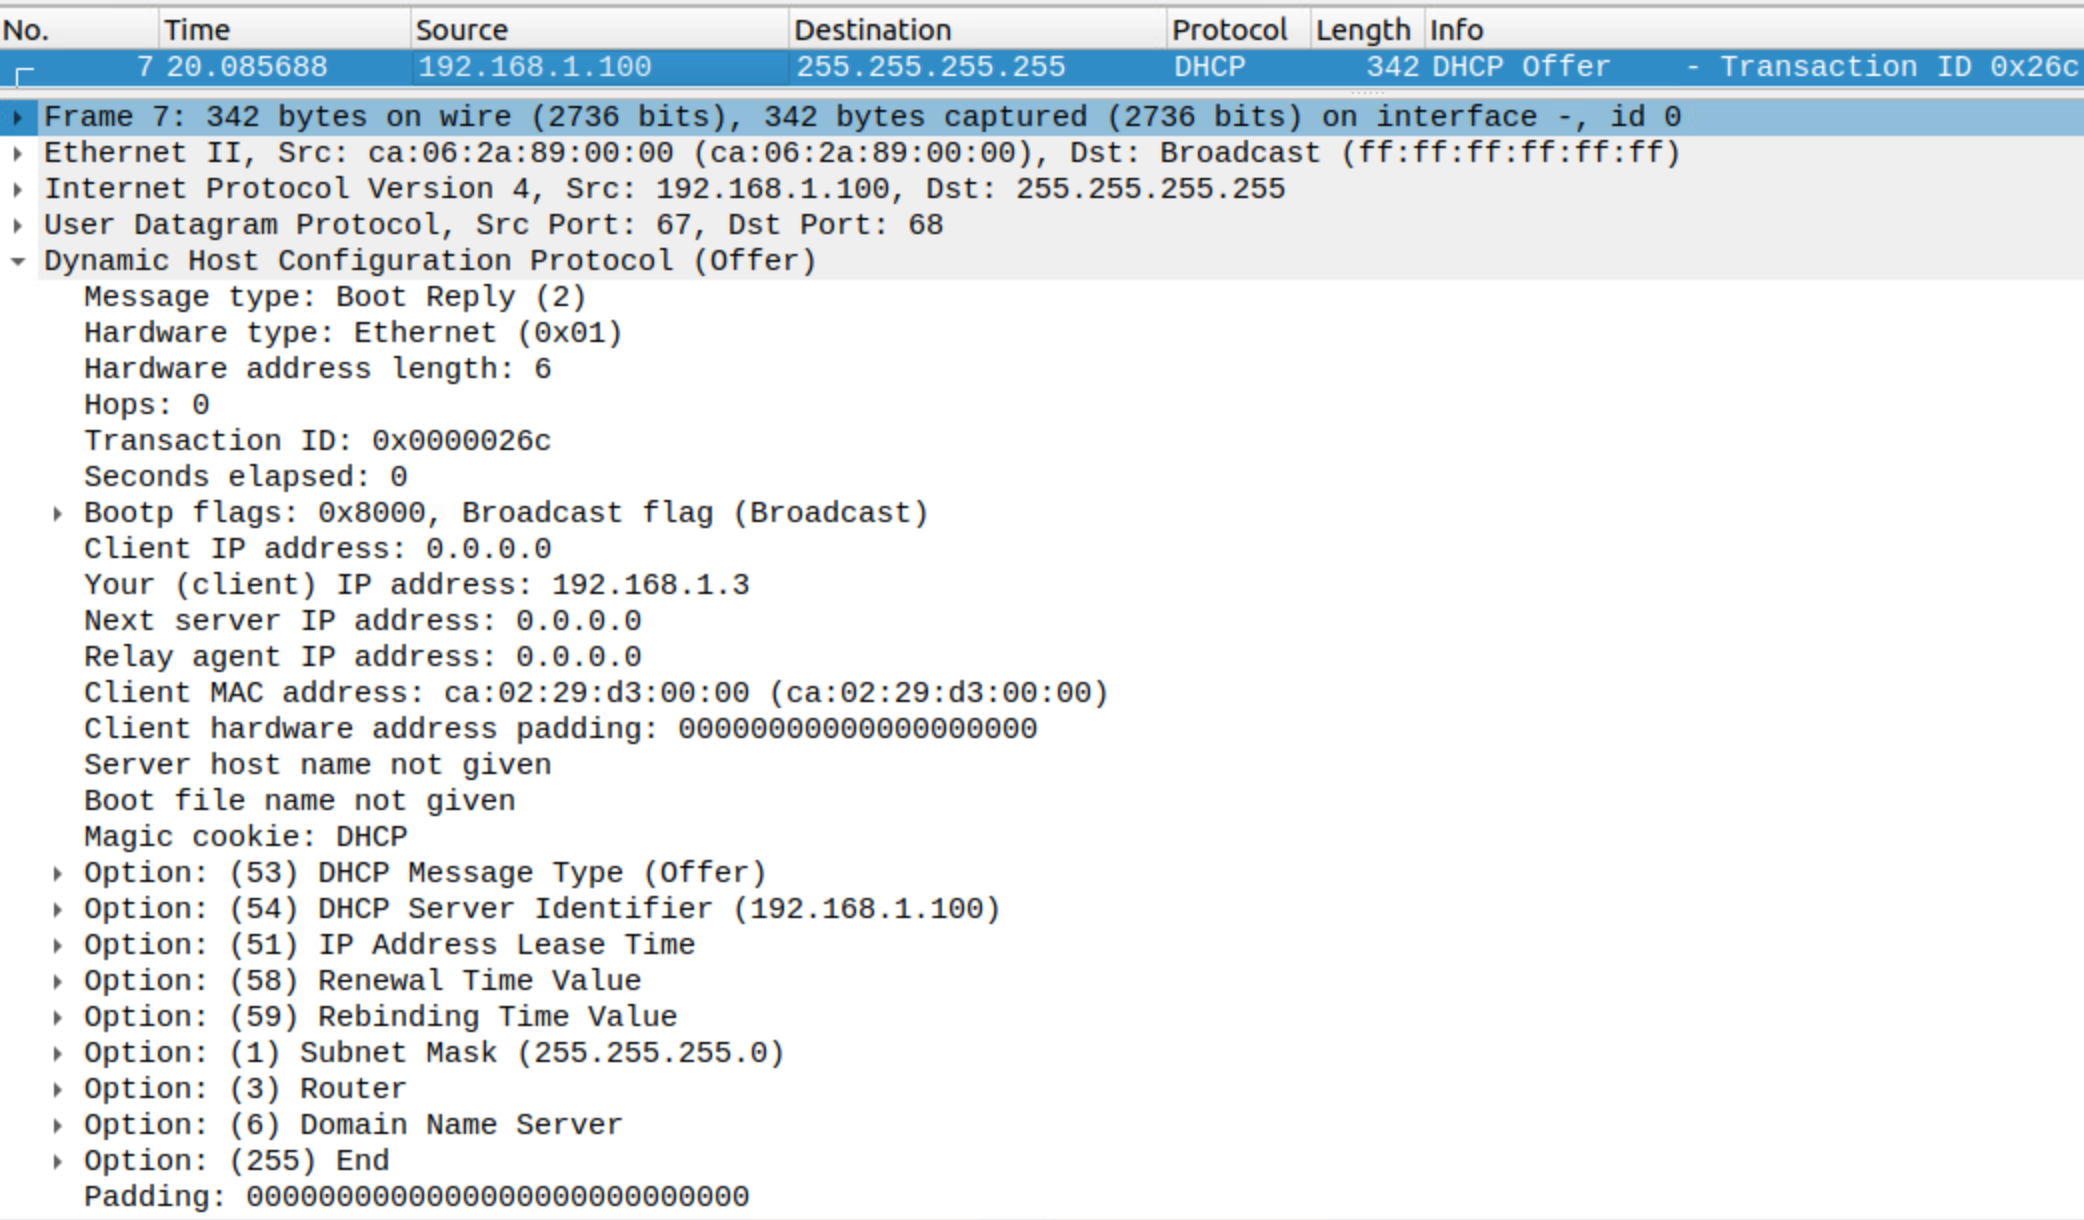 No. Time Source Destination Protocol Length Info
7 20.085688 192.168.1.100 255.255.255.255 DHCP 342 DHCP Offer - Transaction ID 0x26c
Frame 7: 342 bytes on wire (2736 bits), 342 bytes captured (2736 bits) on interface -, id 0
Ethernet II, Src: ca:06:2a:89:00:00 (ca:06:2a:89:00:00), Dst: Broadcast (ff:ff:ff:ff:ff:ff)
Internet Protocol Version 4, Src: 192.168.1.100, Dst: 255.255.255.255
User Datagram Protocol, Src Port: 67, Dst Port: 68
Dynamic Host Configuration Protocol (Offer)
Message type: Boot Reply (2)
Hardware type: Ethernet (0x01)
Hardware address length: 6
Hops: 0
Transaction ID: 0x0000026c
Seconds elapsed: 0
Bootp flags: 0x8000, Broadcast flag (Broadcast)
Client IP address: 0.0.0.0
Your (client) IP address: 192.168.1.3
Next server IP address: 0.0.0.0
Relay agent IP address: 0.0.0.0
Client MAC address: ca:02:29:d3:00:00 (ca:02:29:d3:00:00)
Client hardware address padding: 00000000000000000000
Server host name not given
Boot file name not given
Magic cookie: DHCP
Option: (53) DHCP Message Type (Offer)
Option: (54) DHCP Server Identifier (192.168.1.100)
Option: (51) IP Address Lease Time
Option: (58) Renewal Time Value
Option: (59) Rebinding Time Value
Option: (1) Subnet Mask (255.255.255.0)
Option: (3) Router
Option: (6) Domain Name Server
Option: (255) End
Padding: 0000000000000000000000000000